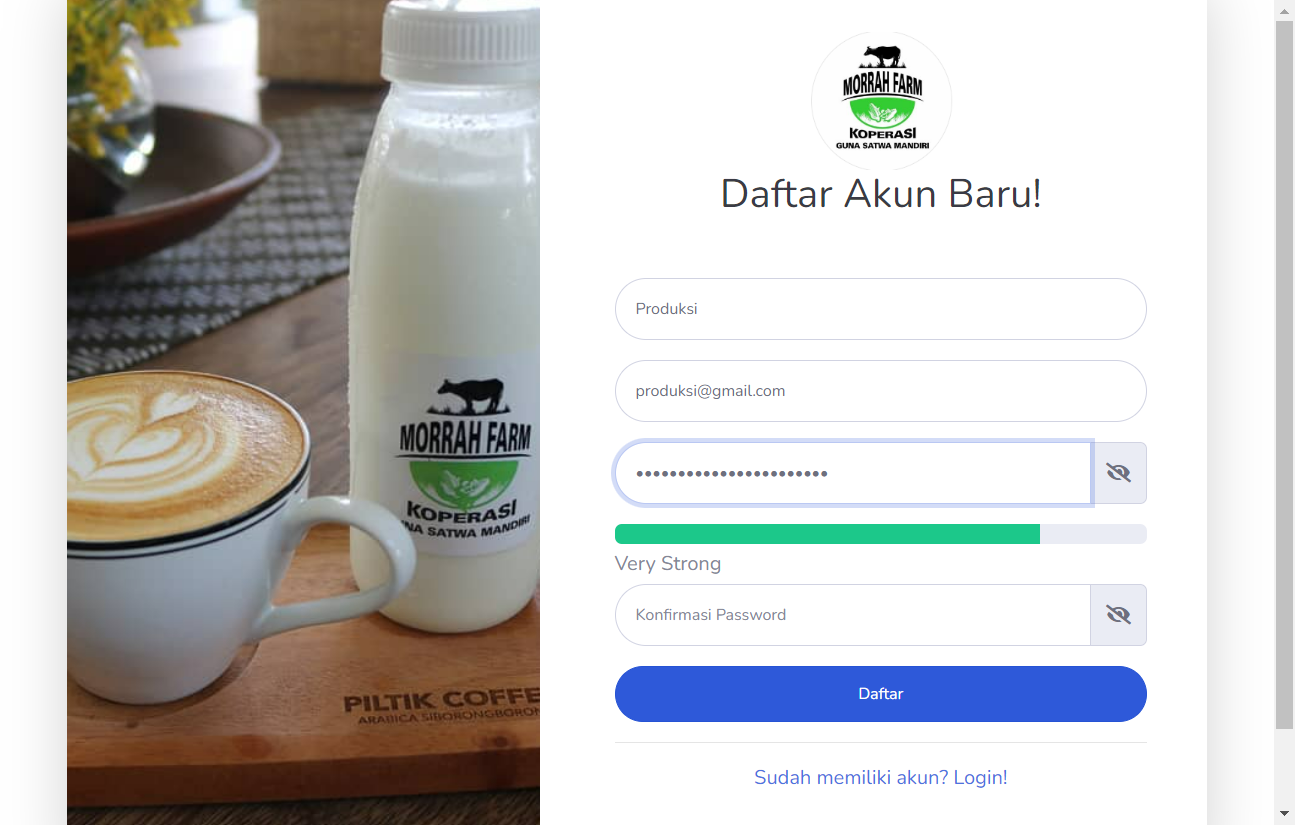 MORRAH FARM
KOPERASI
GUNA SATWA MANDIRI
Daftar Akun Baru!
Produksi
produksi@gmail.com
•••••••••••••••••••••••
Very Strong
Konfirmasi Password
Daftar
Sudah memiliki akun? Login!
MORRAH FARM
KOPERASI
SATWA MANDIRI
PILTIK COFFE
ARABICA SIBORONGBORON